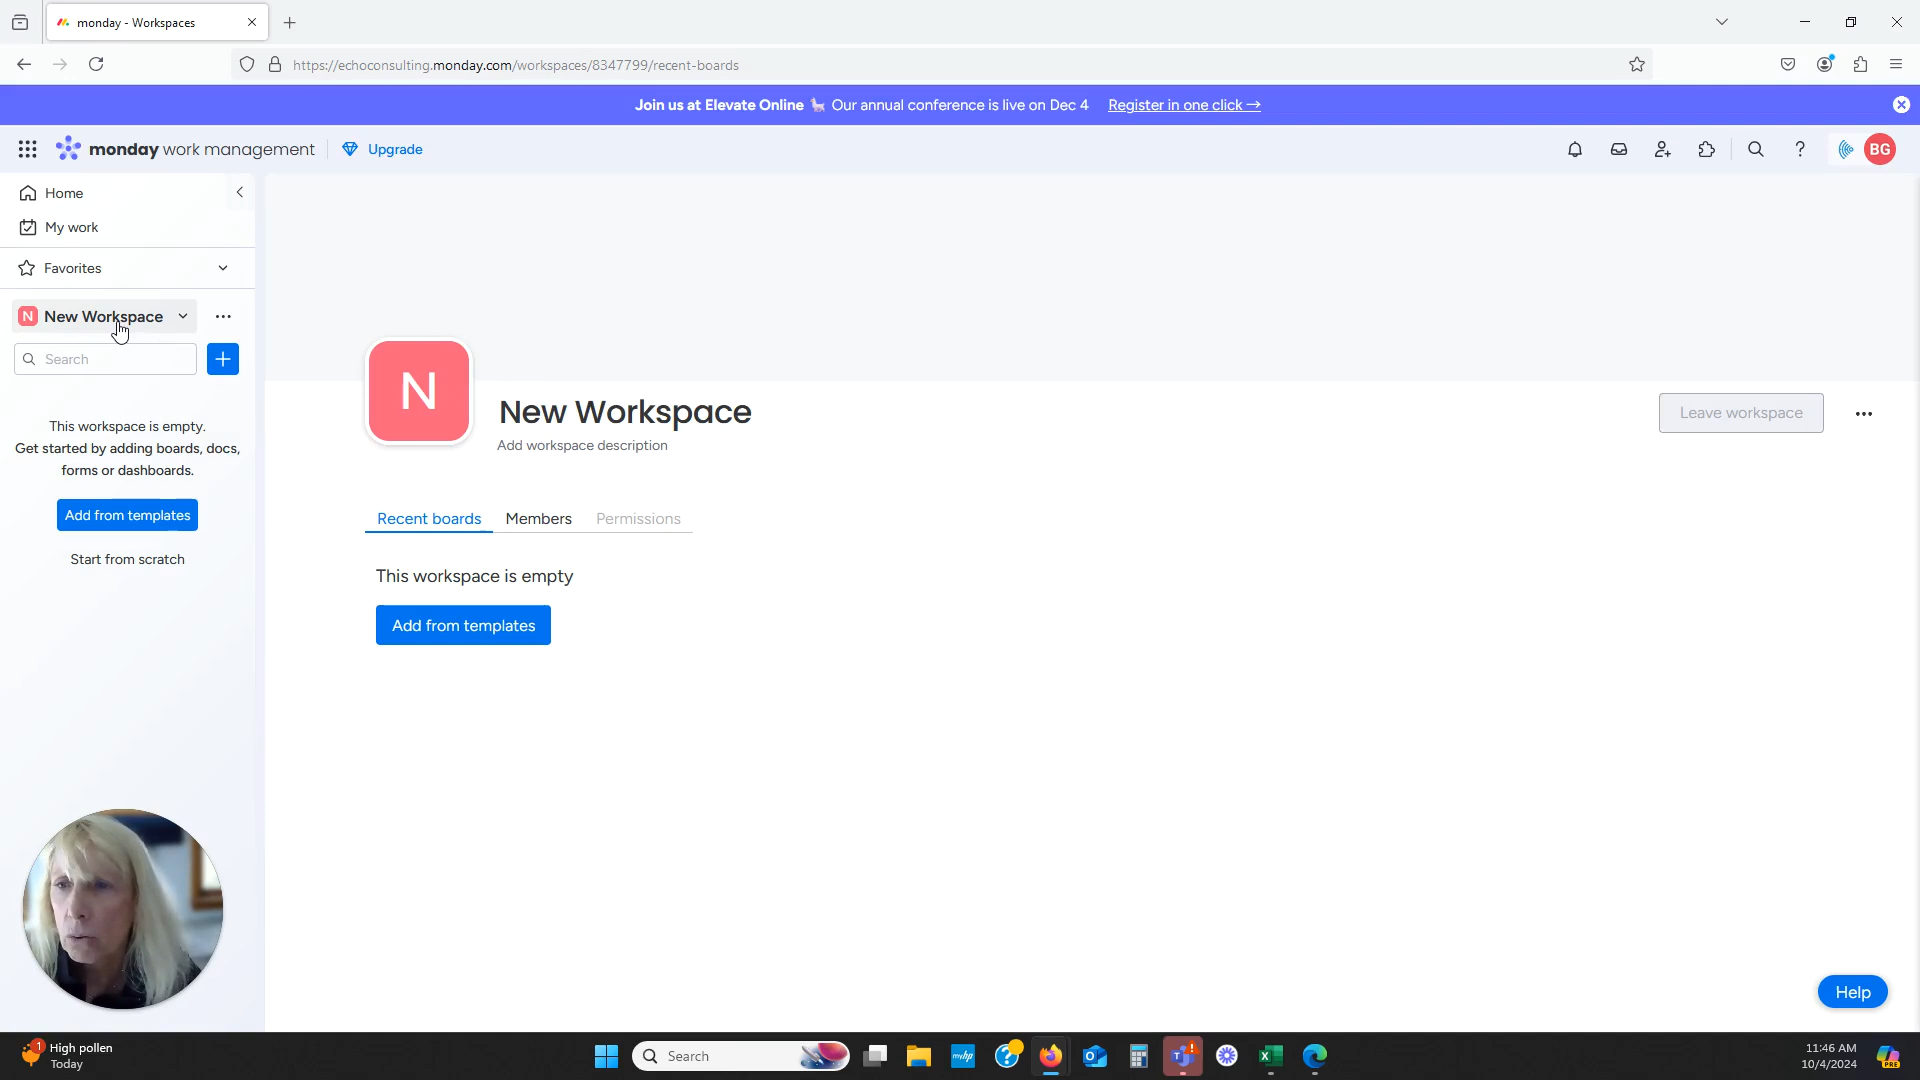 monday - Workspaces
https://echoconsulting.monday.com/workspaces/8347799/recent-boards
Join us at Elevate Online 🦙 Our annual conference is live on Dec 4 Register in one click →
monday work management
Upgrade
BG
Home
My work
Favorites
N New Workspace
Search
This workspace is empty.
Get started by adding boards, docs,
forms or dashboards.
Add from templates
Start from scratch
N
New Workspace
Add workspace description
Leave workspace
Recent boards Members Permissions
This workspace is empty
Add from templates
Help
1
High pollen
Today
Search
myhp
11:46 AM
10/4/2024
PRE